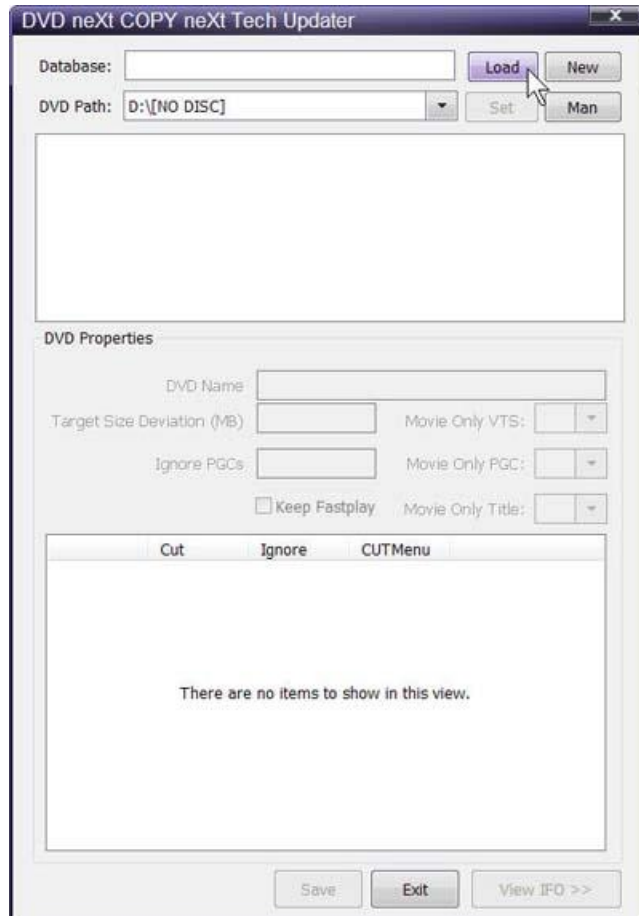 DVD neXt COPY neXt Tech Updater
Database: Load New
DVD Path: D:\[NO DISC] Set Man
DVD Properties
DVD Name
Target Size Deviation (MB) Movie Only VTS:
Ignore PGCs Movie Only PGC:
Keep Fastplay Movie Only Title:
Cut Ignore CUTMenu
There are no items to show in this view.
Save Exit View IFO >>